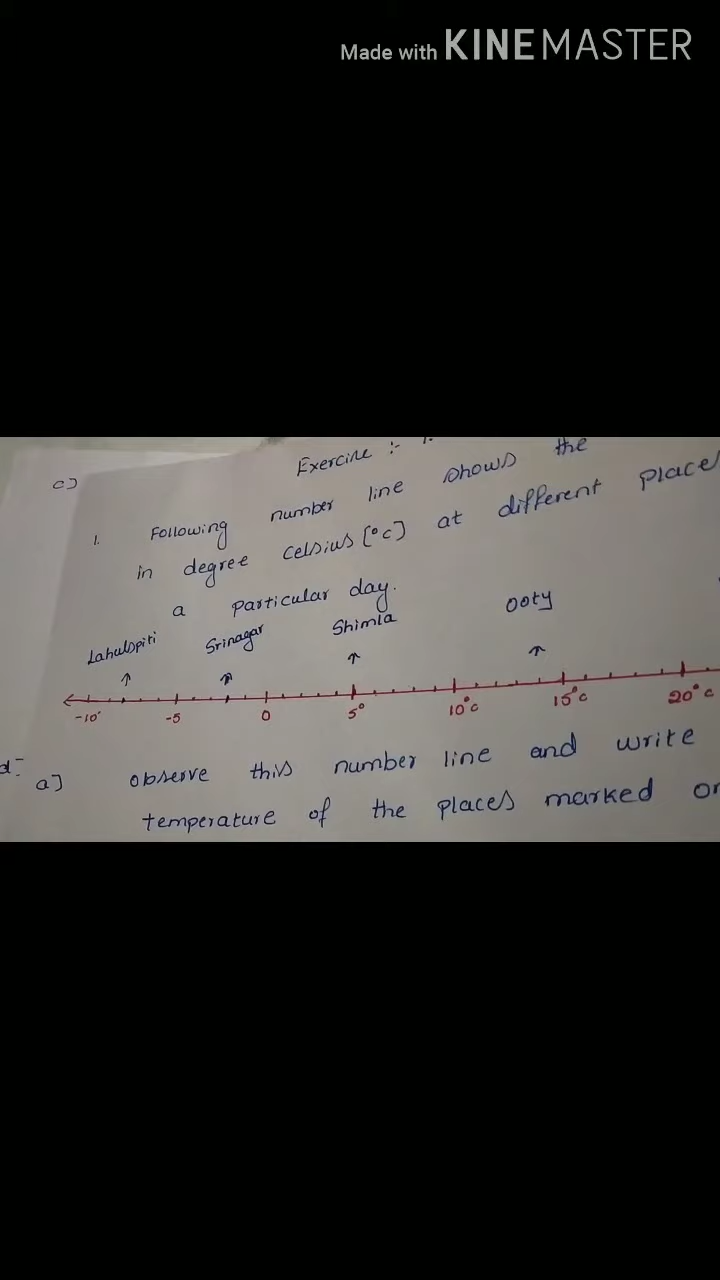 Made with KINEMASTER
c)
Exercise :- 1.
1. Following number line shows the
in degree celsius [°c] at different places
a particular day.
Lahulspiti Srinagar Shimla Ooty
-10° -5 0 5° 10°c 15°c 20°c
a] observe this number line and write
temperature of the places marked on